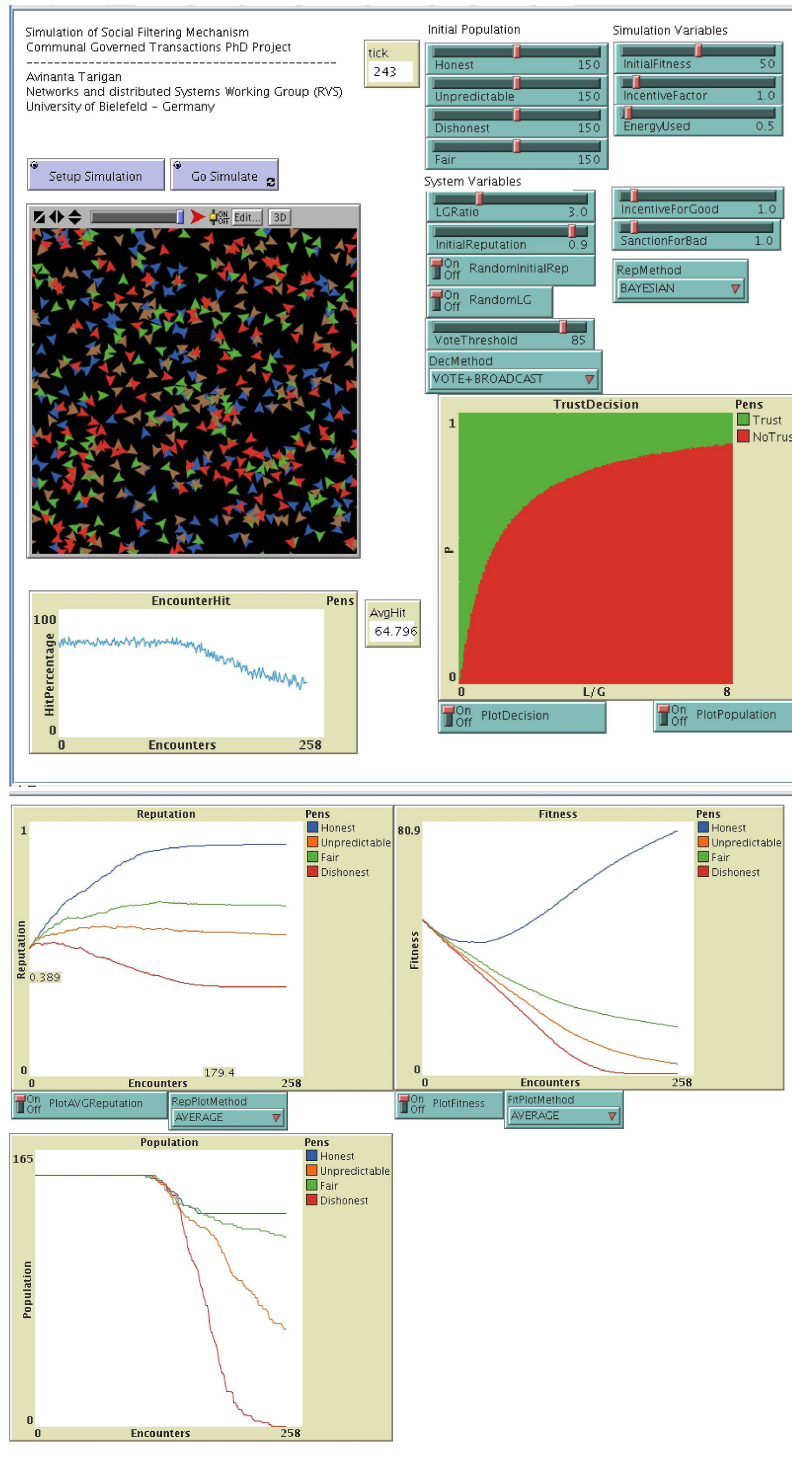 Simulation of Social Filtering Mechanism
Communal Governed Transactions PhD Project
-------------------------------------------
Avinanta Tarigan
Networks and distributed Systems Working Group (RVS)
University of Bielefeld - Germany
tick
243
Initial Population
Honest 150
Unpredictable 150
Dishonest 150
Fair 150
Simulation Variables
InitialFitness 50
IncentiveFactor 1.0
EnergyUsed 0.5
Setup Simulation
Go Simulate
System Variables
LGRatio 3.0
InitialReputation 0.9
On
Off
RandomInitialRep
On
Off
RandomLG
VoteThreshold 85
DecMethod
VOTE+BROADCAST
IncentiveForGood 1.0
SanctionForBad 1.0
RepMethod
BAYESIAN
ON
OFF
Edit...
3D
TrustDecision
Pens
Trust
NoTrus
1
P
0
0 L/G 8
On
Off
PlotDecision
On
Off
PlotPopulation
EncounterHit
Pens
100
HitPercentage
0
0 Encounters 258
AvgHit
64.796
Reputation
Pens
Honest
Unpredictable
Fair
Dishonest
1
Reputation
0.389
0
179.4
0 Encounters 258
On
Off
PlotAVGReputation
RepPlotMethod
AVERAGE
Fitness
Pens
Honest
Unpredictable
Fair
Dishonest
80.9
Fitness
0
0 Encounters 258
On
Off
PlotFitness
FitPlotMethod
AVERAGE
Population
Pens
Honest
Unpredictable
Fair
Dishonest
165
Population
0
0 Encounters 258